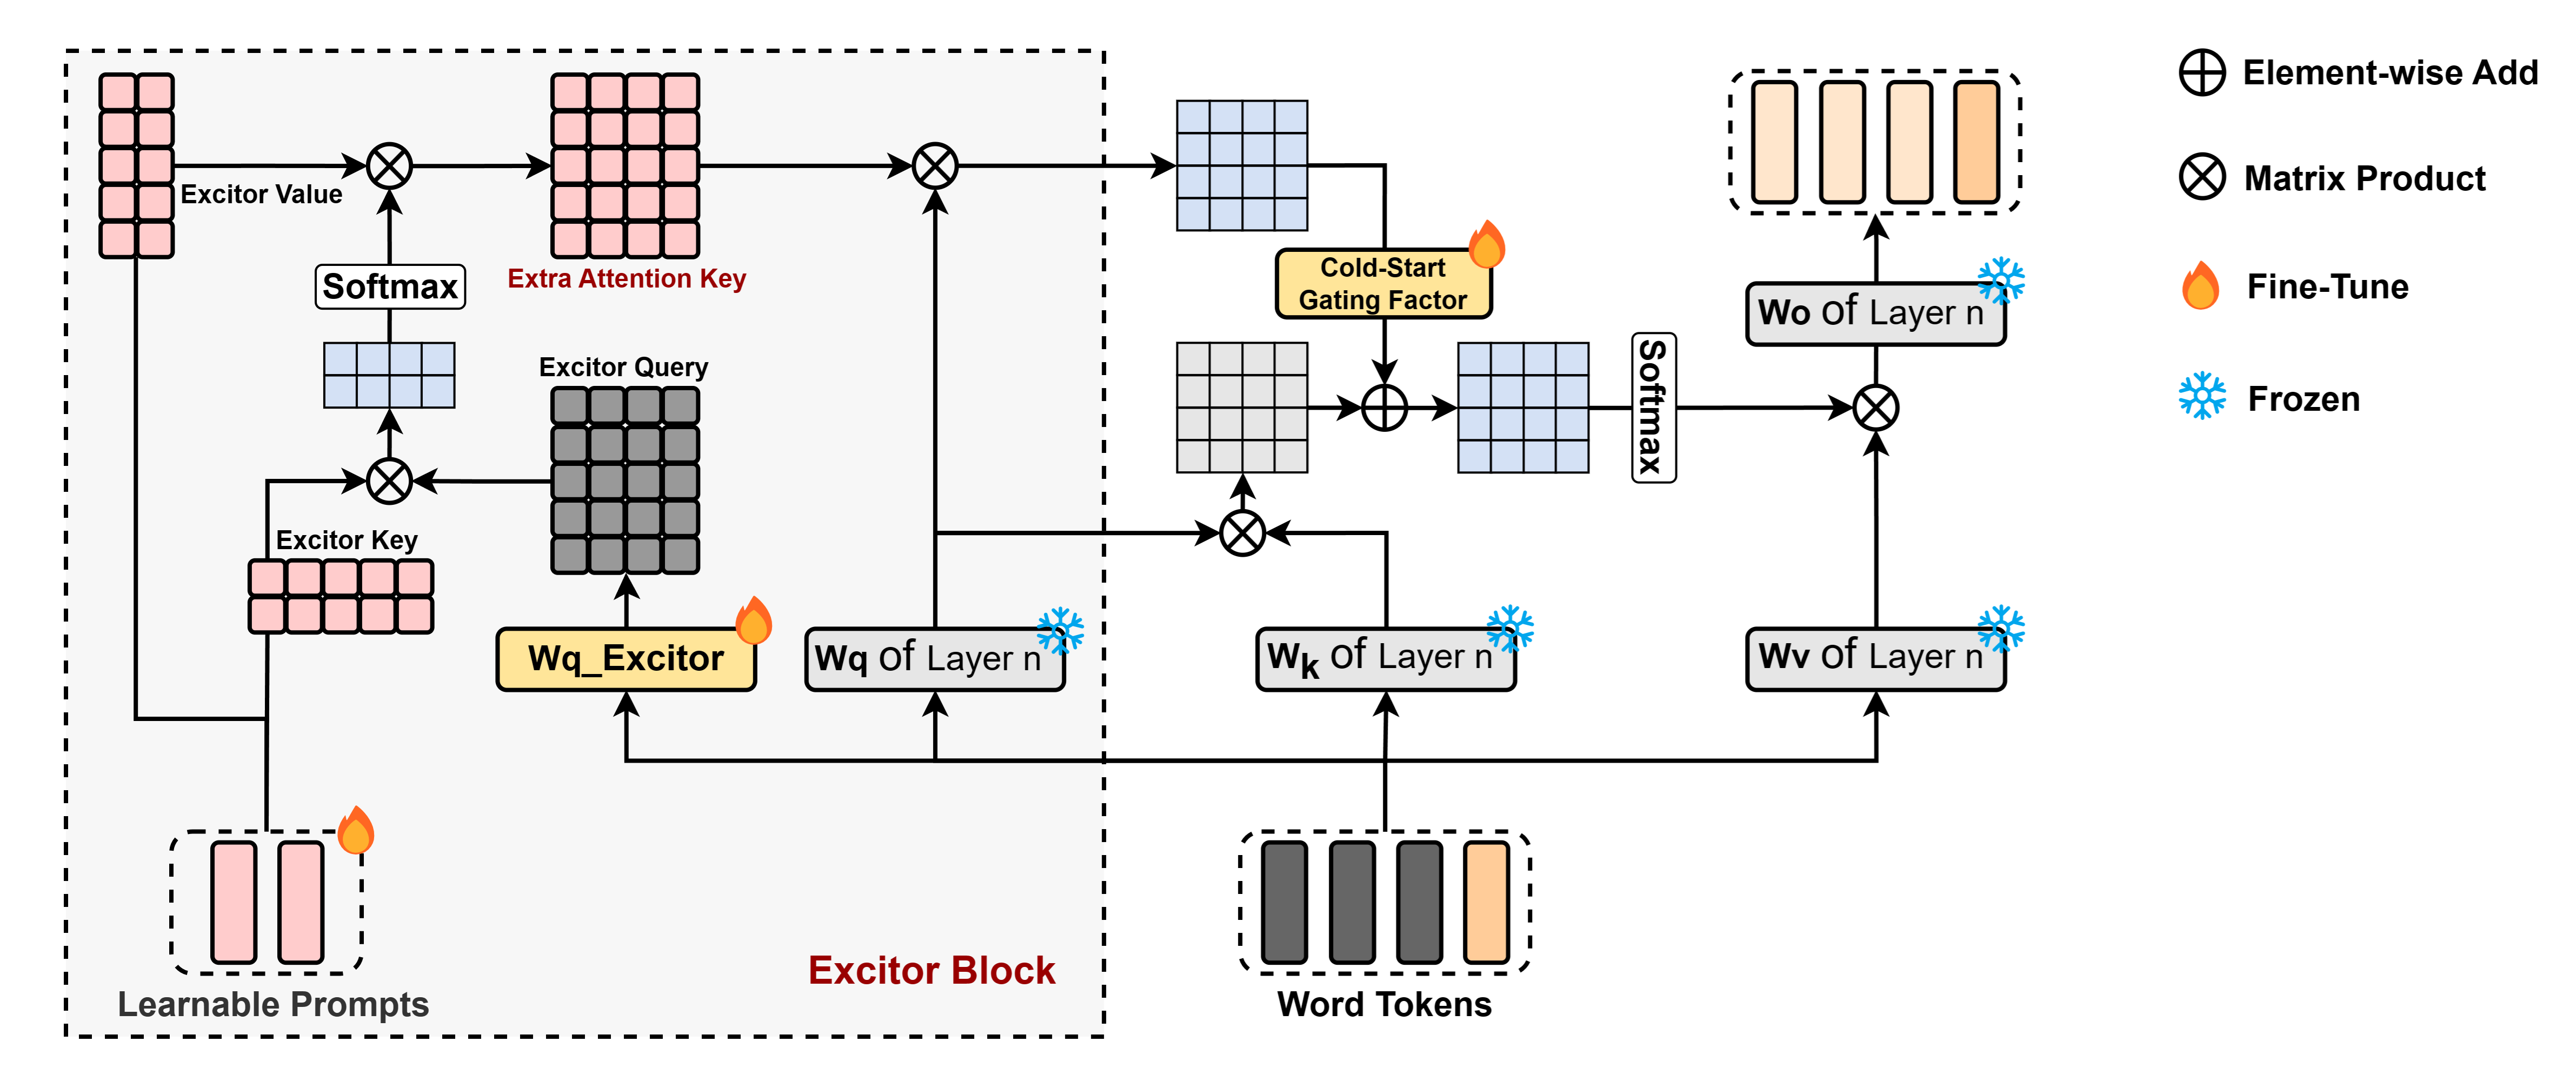 Excitor Value
Softmax
Extra Attention Key
Excitor Query
Excitor Key
Wq_Excitor
Wq of Layer n
Learnable Prompts
Excitor Block
Cold-Start
Gating Factor
Softmax
Wk of Layer n
Word Tokens
Wo of Layer n
Wv of Layer n
Element-wise Add
Matrix Product
Fine-Tune
Frozen